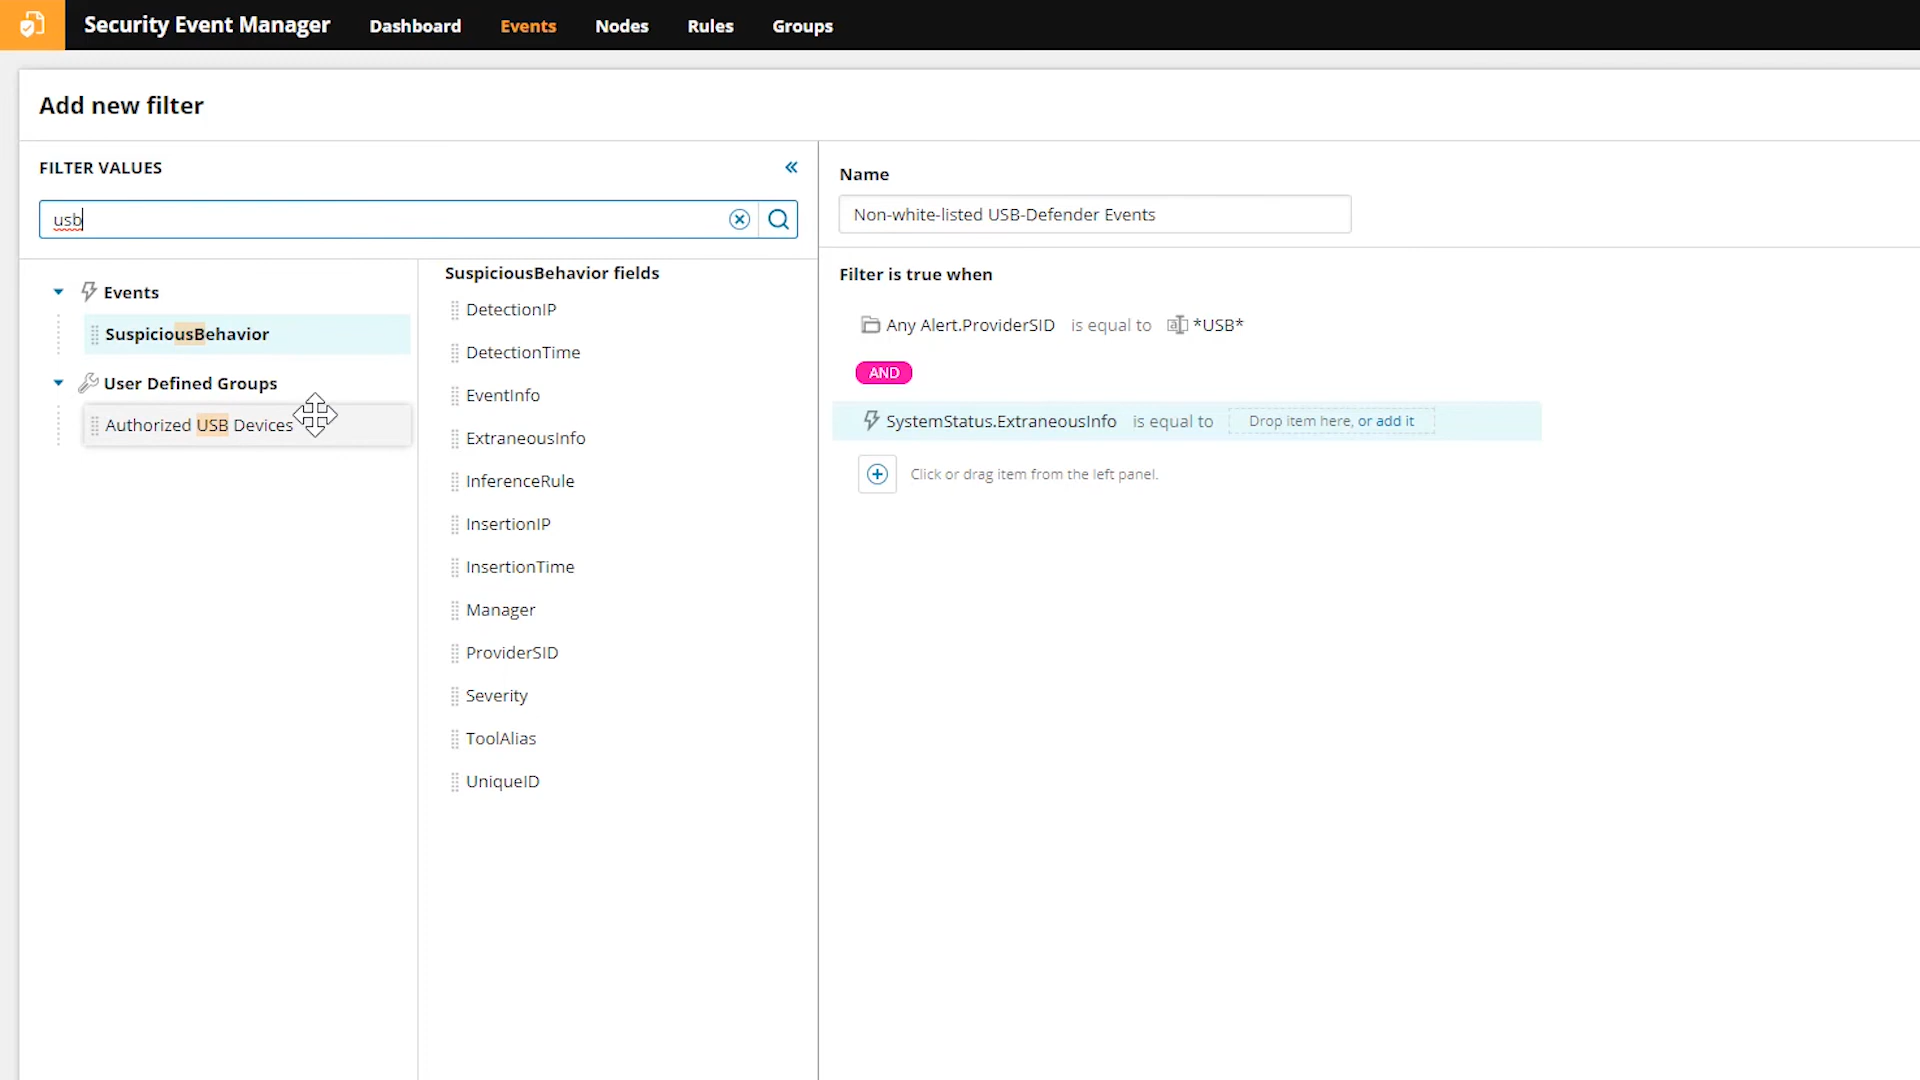 Security Event Manager
Dashboard
Events
Nodes
Rules
Groups
Add new filter
FILTER VALUES
usb
Events
SuspiciousBehavior
User Defined Groups
Authorized USB Devices
SuspiciousBehavior fields
DetectionIP
DetectionTime
EventInfo
ExtraneousInfo
InferenceRule
InsertionIP
InsertionTime
Manager
ProviderSID
Severity
ToolAlias
UniqueID
Name
Non-white-listed USB-Defender Events
Filter is true when
Any Alert.ProviderSID is equal to *USB*
AND
SystemStatus.ExtraneousInfo is equal to Drop item here, or add it
Click or drag item from the left panel.